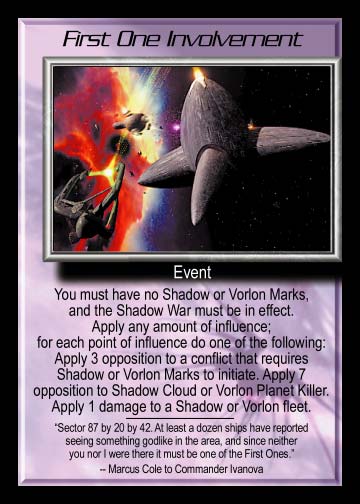 First One Involvement
Event
You must have no Shadow or Vorlon Marks,
and the Shadow War must be in effect.
Apply any amount of influence;
for each point of influence do one of the following:
Apply 3 opposition to a conflict that requires
Shadow or Vorlon Marks to initiate. Apply 7
opposition to Shadow Cloud or Vorlon Planet Killer.
Apply 1 damage to a Shadow or Vorlon fleet.
“Sector 87 by 20 by 42. At least a dozen ships have reported
seeing something godlike in the area, and since neither
you nor I were there it must be one of the First Ones.”
-- Marcus Cole to Commander Ivanova